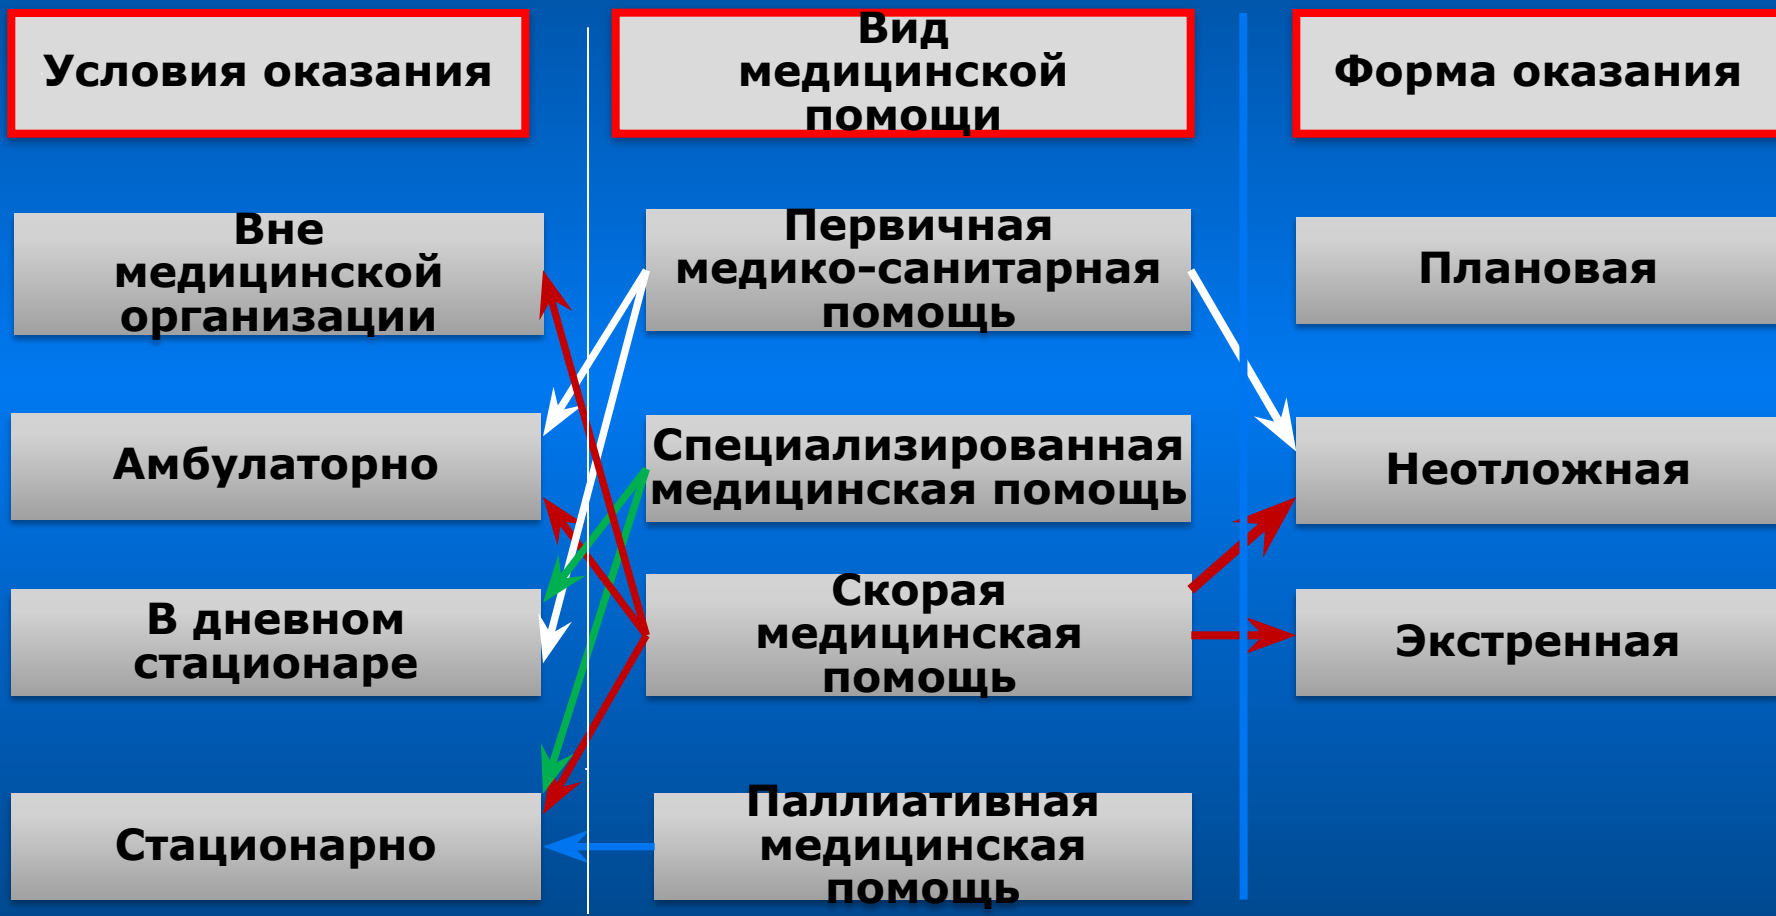 Условия оказания
Вид
медицинской
помощи
Форма оказания
Вне
медицинской
организации
Первичная
медико-санитарная
помощь
Плановая
Амбулаторно
Специализированная
медицинская помощь
Неотложная
В дневном
стационаре
Скорая
медицинская
помощь
Экстренная
Стационарно
Паллиативная
медицинская
помощь